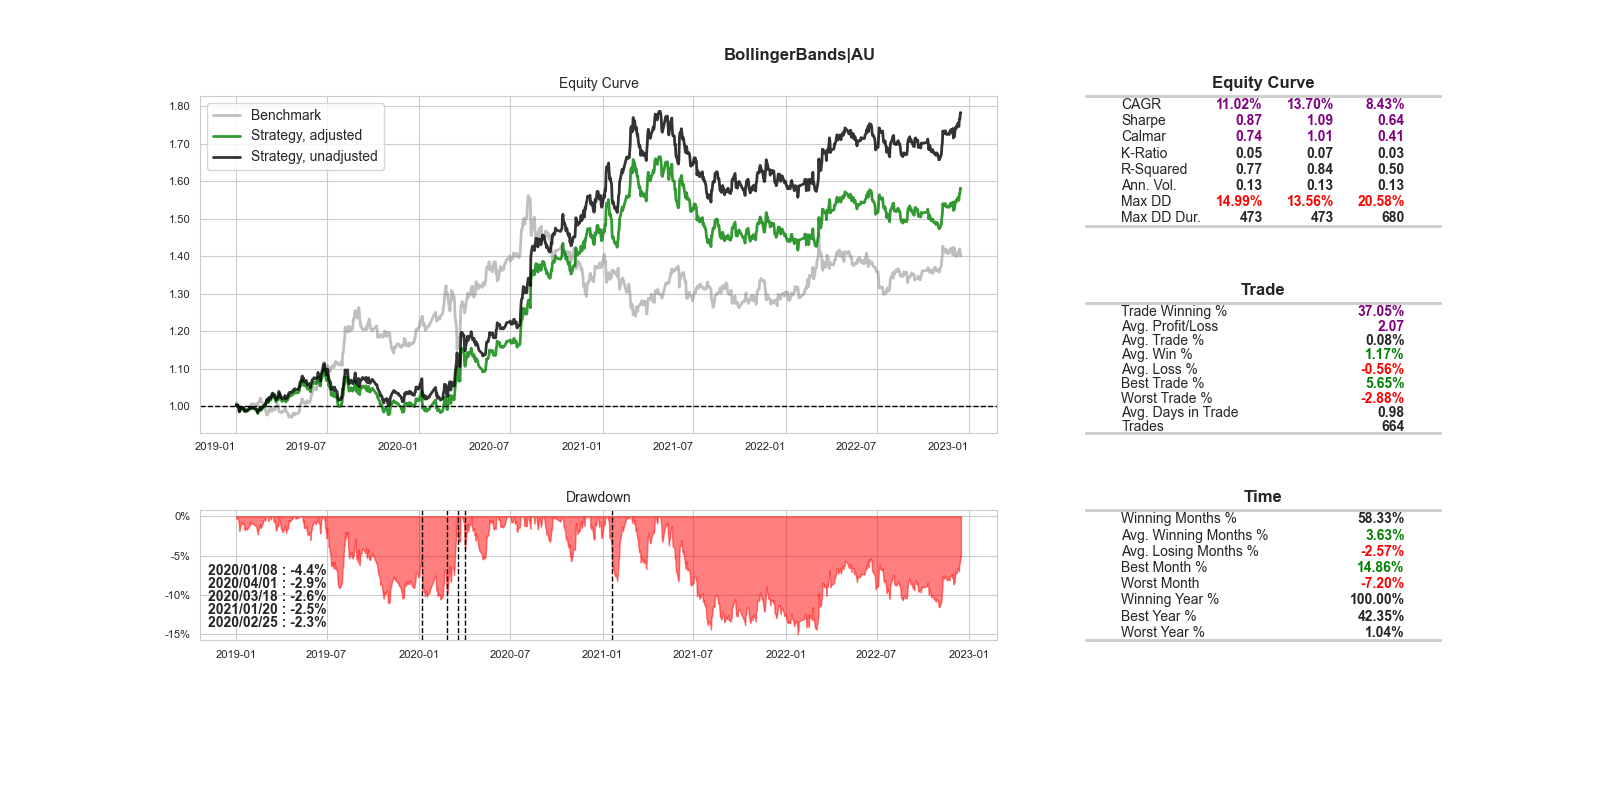 BollingerBands|AU
Equity Curve
1.80
1.70
1.60
1.50
1.40
1.30
1.20
1.10
1.00
Benchmark
Strategy, adjusted
Strategy, unadjusted
2019-01 2019-07 2020-01 2020-07 2021-01 2021-07 2022-01 2022-07 2023-01
Drawdown
0%
-5%
-10%
-15%
2020/01/08 : -4.4%
2020/04/01 : -2.9%
2020/03/18 : -2.6%
2021/01/20 : -2.5%
2020/02/25 : -2.3%
2019-01 2019-07 2020-01 2020-07 2021-01 2021-07 2022-01 2022-07 2023-01
Equity Curve
CAGR 11.02% 13.70% 8.43%
Sharpe 0.87 1.09 0.64
Calmar 0.74 1.01 0.41
K-Ratio 0.05 0.07 0.03
R-Squared 0.77 0.84 0.50
Ann. Vol. 0.13 0.13 0.13
Max DD 14.99% 13.56% 20.58%
Max DD Dur. 473 473 680
Trade
Trade Winning % 37.05%
Avg. Profit/Loss 2.07
Avg. Trade % 0.08%
Avg. Win % 1.17%
Avg. Loss % -0.56%
Best Trade % 5.65%
Worst Trade % -2.88%
Avg. Days in Trade 0.98
Trades 664
Time
Winning Months % 58.33%
Avg. Winning Months % 3.63%
Avg. Losing Months % -2.57%
Best Month % 14.86%
Worst Month -7.20%
Winning Year % 100.00%
Best Year % 42.35%
Worst Year % 1.04%